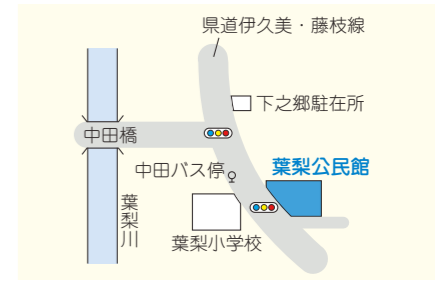 県道伊久美・藤枝線
下之郷駐在所
中田橋
中田バス停
葉梨公民館
葉梨川
葉梨小学校